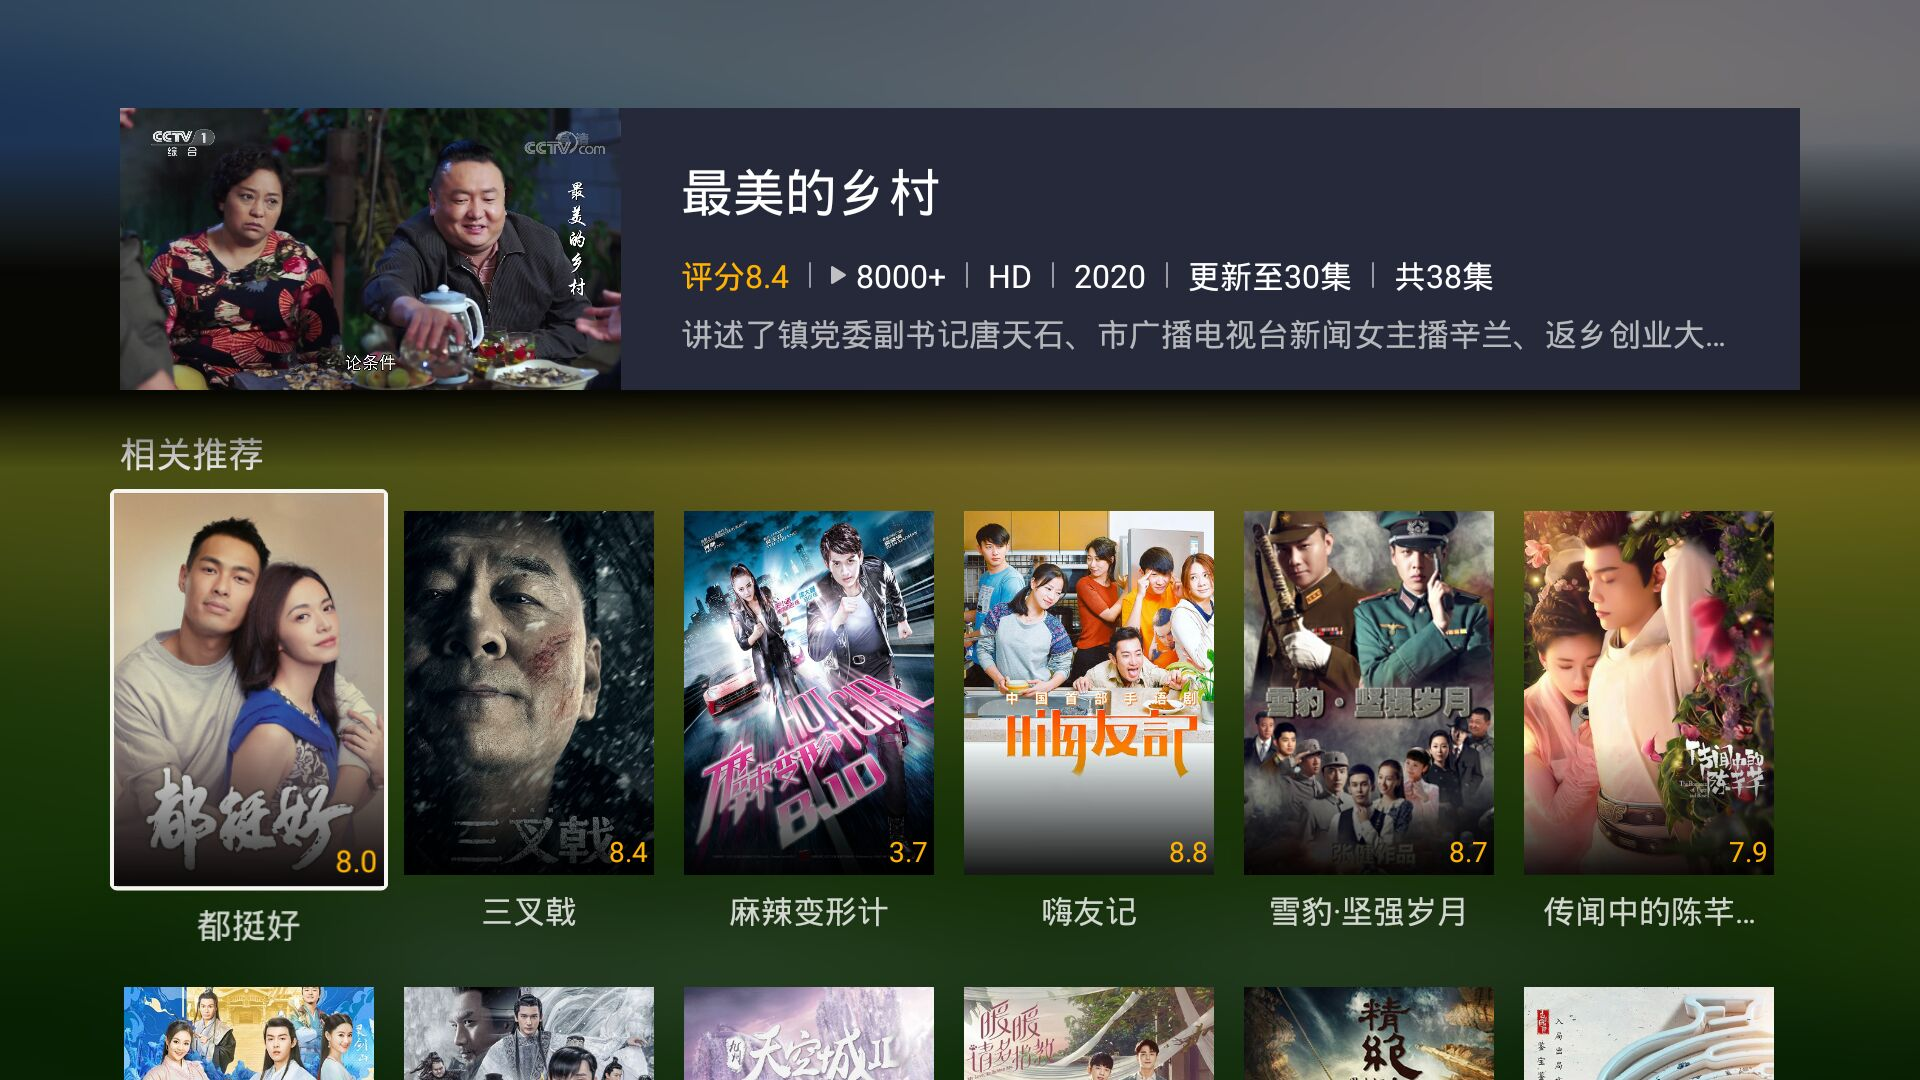 CCTV 1
综合
CCTV.com
最美的乡村
论条件
最美的乡村
评分8.4
8000+
HD
2020
更新至30集
共38集
讲述了镇党委副书记唐天石、市广播电视台新闻女主播辛兰、返乡创业大...
相关推荐
都挺好
8.0
三叉戟
8.4
HOT GIRL
麻辣变形计
8.10
3.7
中国首部手语剧
嗨友記
8.8
雪豹·坚强岁月
张健作品
8.7
传闻中的陈芊芊
7.9
都挺好
三叉戟
麻辣变形计
嗨友记
雪豹·坚强岁月
传闻中的陈芊...
九州
天空城II
暖暖
请多指教
精绝